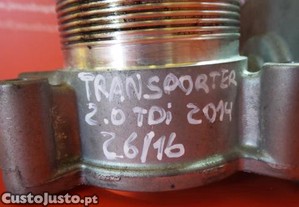 TRANSPORTER
2.0 TDi 2014
26/16
CustoJusto.pt